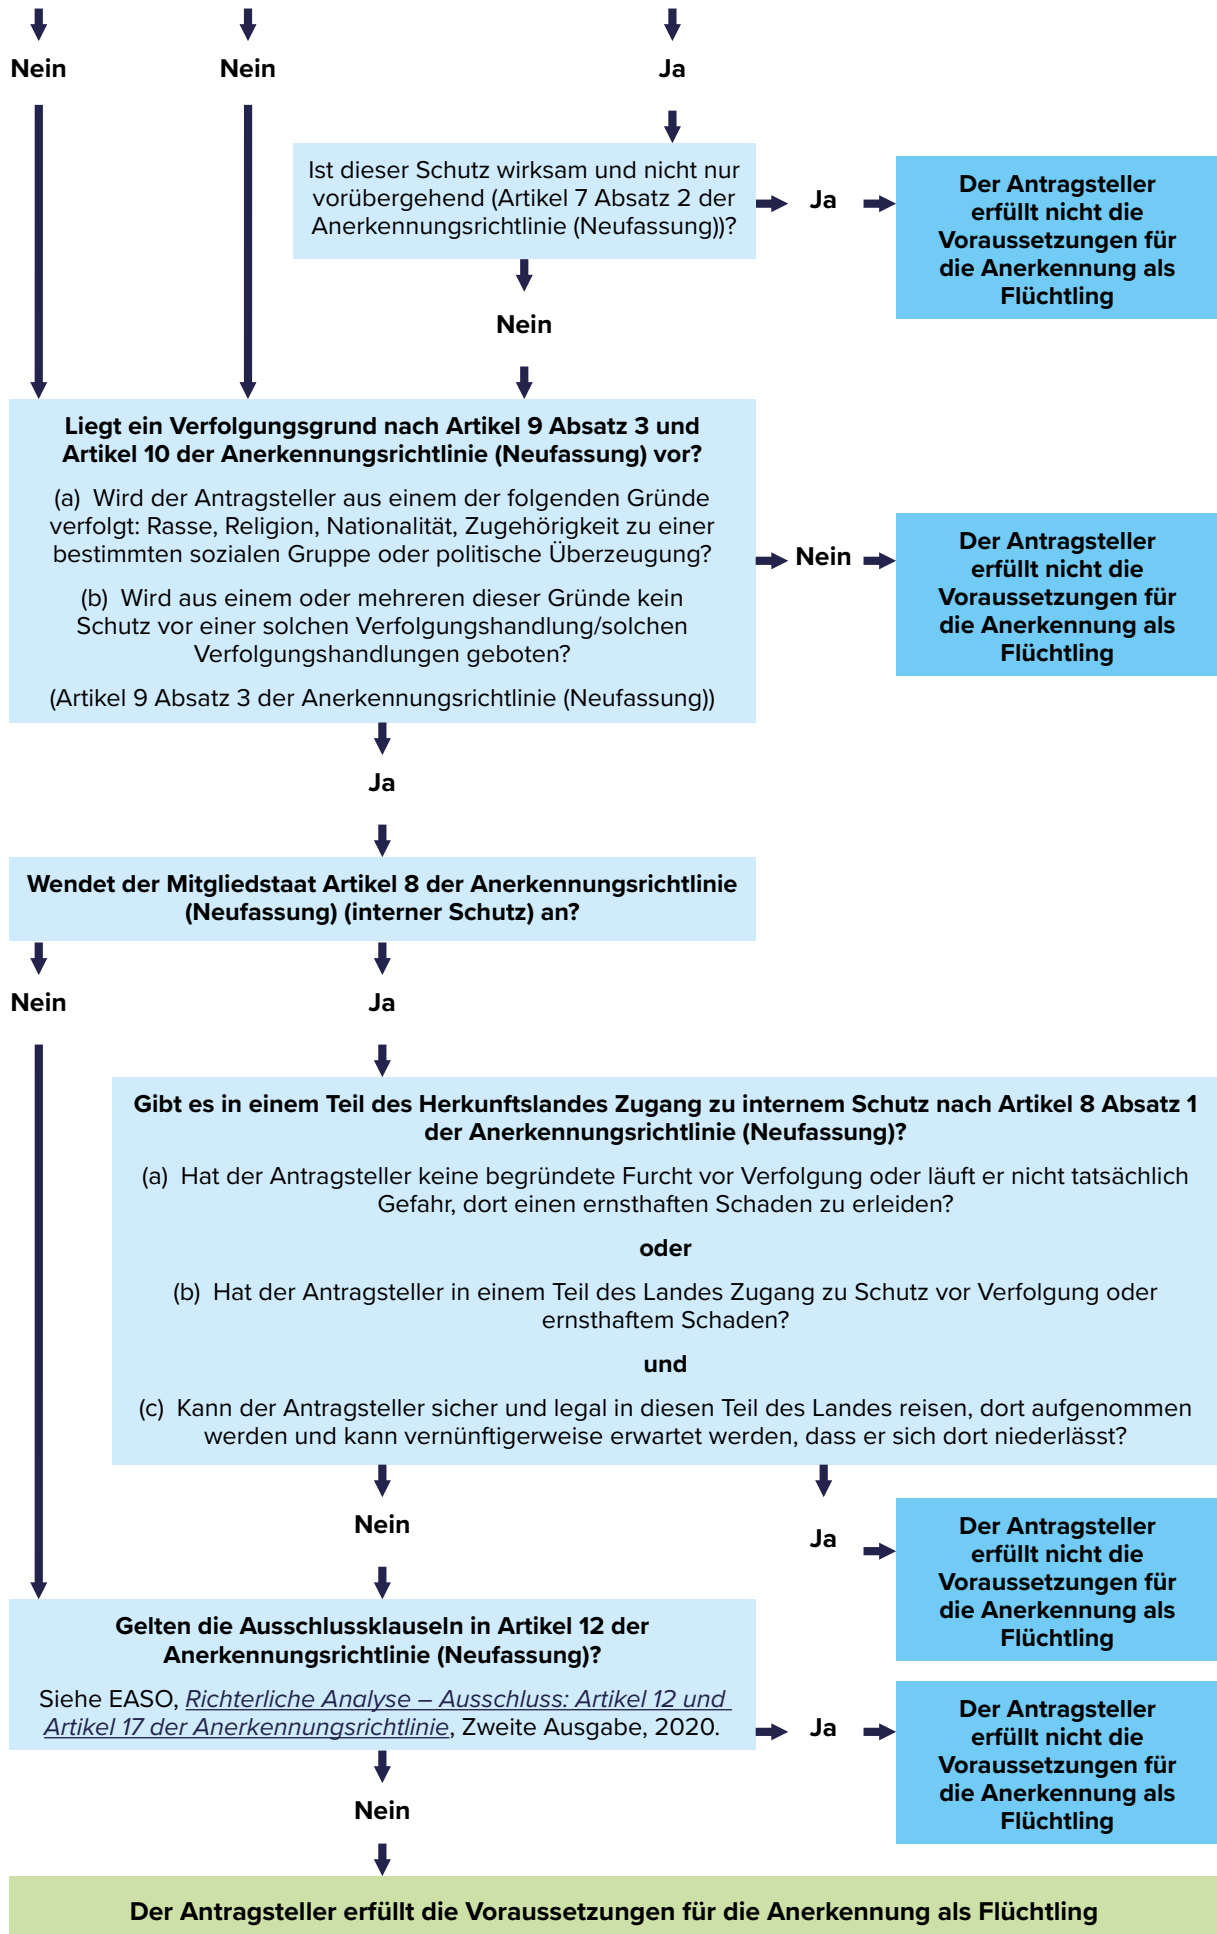 Nein
Nein
Ja
Ist dieser Schutz wirksam und nicht nur
vorübergehend (Artikel 7 Absatz 2 der
Anerkennungsrichtlinie (Neufassung))?
Ja
Der Antragsteller
erfüllt nicht die
Voraussetzungen für
die Anerkennung als
Flüchtling
Nein
Liegt ein Verfolgungsgrund nach Artikel 9 Absatz 3 und
Artikel 10 der Anerkennungsrichtlinie (Neufassung) vor?
(a) Wird der Antragsteller aus einem der folgenden Gründe
verfolgt: Rasse, Religion, Nationalität, Zugehörigkeit zu einer
bestimmten sozialen Gruppe oder politische Überzeugung?
(b) Wird aus einem oder mehreren dieser Gründe kein
Schutz vor einer solchen Verfolgungshandlung/solchen
Verfolgungshandlungen geboten?
(Artikel 9 Absatz 3 der Anerkennungsrichtlinie (Neufassung))
Nein
Der Antragsteller
erfüllt nicht die
Voraussetzungen für
die Anerkennung als
Flüchtling
Ja
Wendet der Mitgliedstaat Artikel 8 der Anerkennungsrichtlinie
(Neufassung) (interner Schutz) an?
Nein
Ja
Gibt es in einem Teil des Herkunftslandes Zugang zu internem Schutz nach Artikel 8 Absatz 1
der Anerkennungsrichtlinie (Neufassung)?
(a) Hat der Antragsteller keine begründete Furcht vor Verfolgung oder läuft er nicht tatsächlich
Gefahr, dort einen ernsthaften Schaden zu erleiden?
oder
(b) Hat der Antragsteller in einem Teil des Landes Zugang zu Schutz vor Verfolgung oder
ernsthaftem Schaden?
und
(c) Kann der Antragsteller sicher und legal in diesen Teil des Landes reisen, dort aufgenommen
werden und kann vernünftigerweise erwartet werden, dass er sich dort niederlässt?
Nein
Ja
Der Antragsteller
erfüllt nicht die
Voraussetzungen für
die Anerkennung als
Flüchtling
Gelten die Ausschlussklauseln in Artikel 12 der
Anerkennungsrichtlinie (Neufassung)?
Siehe EASO, Richterliche Analyse – Ausschluss: Artikel 12 und
Artikel 17 der Anerkennungsrichtlinie, Zweite Ausgabe, 2020.
Ja
Der Antragsteller
erfüllt nicht die
Voraussetzungen für
die Anerkennung als
Flüchtling
Nein
Der Antragsteller erfüllt die Voraussetzungen für die Anerkennung als Flüchtling